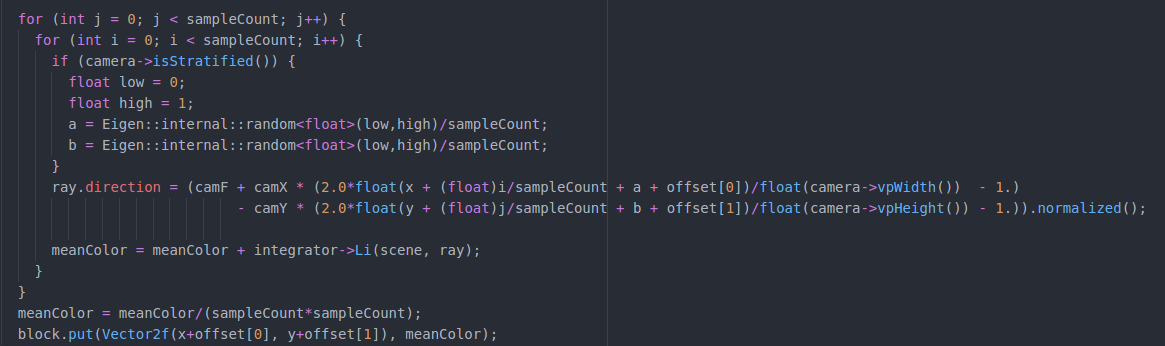 for (int j = 0; j < sampleCount; j++) {
  for (int i = 0; i < sampleCount; i++) {
    if (camera->isStratified()) {
      float low = 0;
      float high = 1;
      a = Eigen::internal::random<float>(low,high)/sampleCount;
      b = Eigen::internal::random<float>(low,high)/sampleCount;
    }
    ray.direction = (camF + camX * (2.0*float(x + (float)i/sampleCount + a + offset[0])/float(camera->vpWidth())  - 1.)
                          - camY * (2.0*float(y + (float)j/sampleCount + b + offset[1])/float(camera->vpHeight()) - 1.)).normalized();

    meanColor = meanColor + integrator->Li(scene, ray);
  }
}
meanColor = meanColor/(sampleCount*sampleCount);
block.put(Vector2f(x+offset[0], y+offset[1]), meanColor);